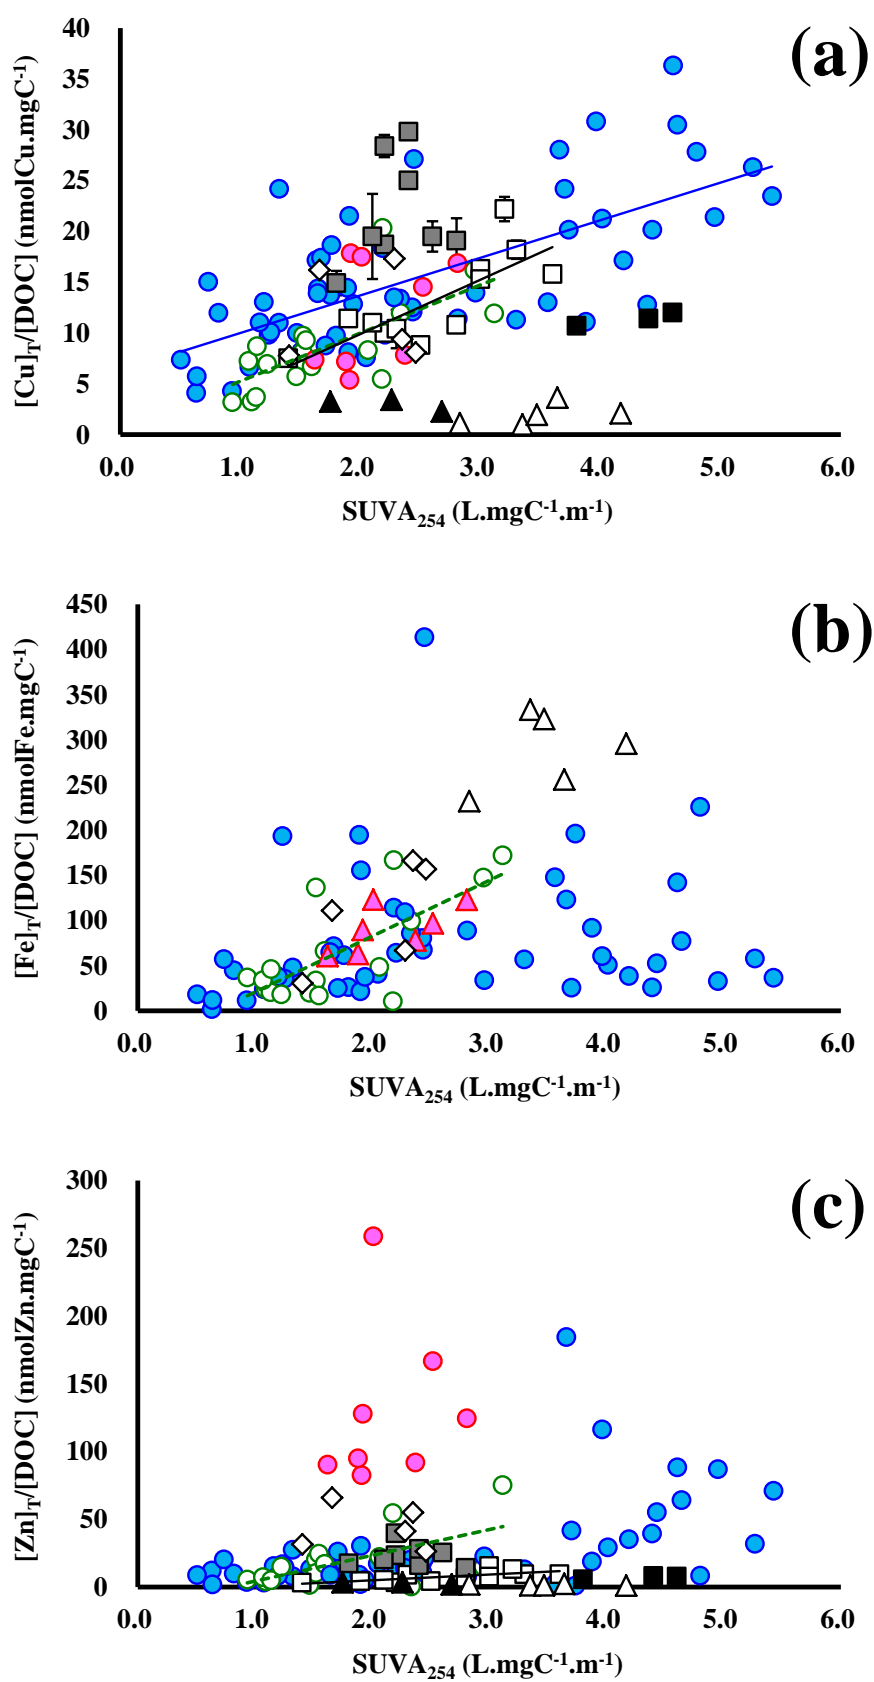 (a)
[Cu]T/[DOC] (nmolCu.mgC-1)
40
35
30
25
20
15
10
5
0
0.0 1.0 2.0 3.0 4.0 5.0 6.0
SUVA254 (L.mgC-1.m-1)
(b)
[Fe]T/[DOC] (nmolFe.mgC-1)
450
400
350
300
250
200
150
100
50
0
0.0 1.0 2.0 3.0 4.0 5.0 6.0
SUVA254 (L.mgC-1.m-1)
(c)
[Zn]T/[DOC] (nmolZn.mgC-1)
300
250
200
150
100
50
0
0.0 1.0 2.0 3.0 4.0 5.0 6.0
SUVA254 (L.mgC-1.m-1)